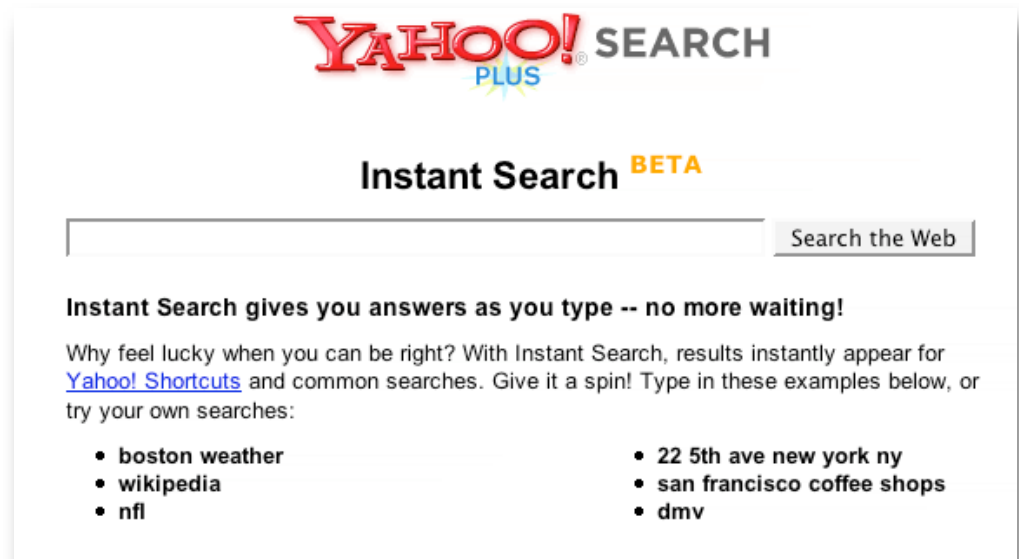 YAHOO! ® SEARCH
PLUS
Instant Search BETA
Search the Web
Instant Search gives you answers as you type -- no more waiting!
Why feel lucky when you can be right? With Instant Search, results instantly appear for
Yahoo! Shortcuts and common searches. Give it a spin! Type in these examples below, or
try your own searches:
• boston weather
• wikipedia
• nfl
• 22 5th ave new york ny
• san francisco coffee shops
• dmv